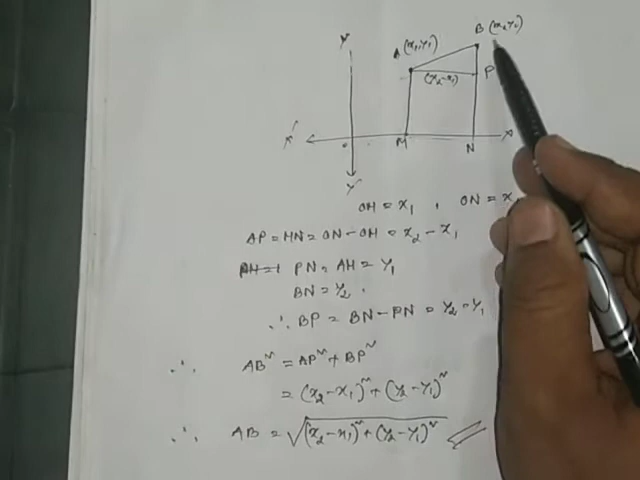 Y
B (x2 y2)
A (x1, y1)
(x2-x1)
P
X' O M N X
Y'
OM = x1 , ON = x
AP = MN = ON - OM = x2 - x1
PN = AM = y1
BN = y2 .
∴ BP = BN - PN = y2 - y1
∴ AB² = AP² + BP²
= (x2 - x1)² + (y2 - y1)²
∴ AB = √(x2 - x1)² + (y2 - y1)²